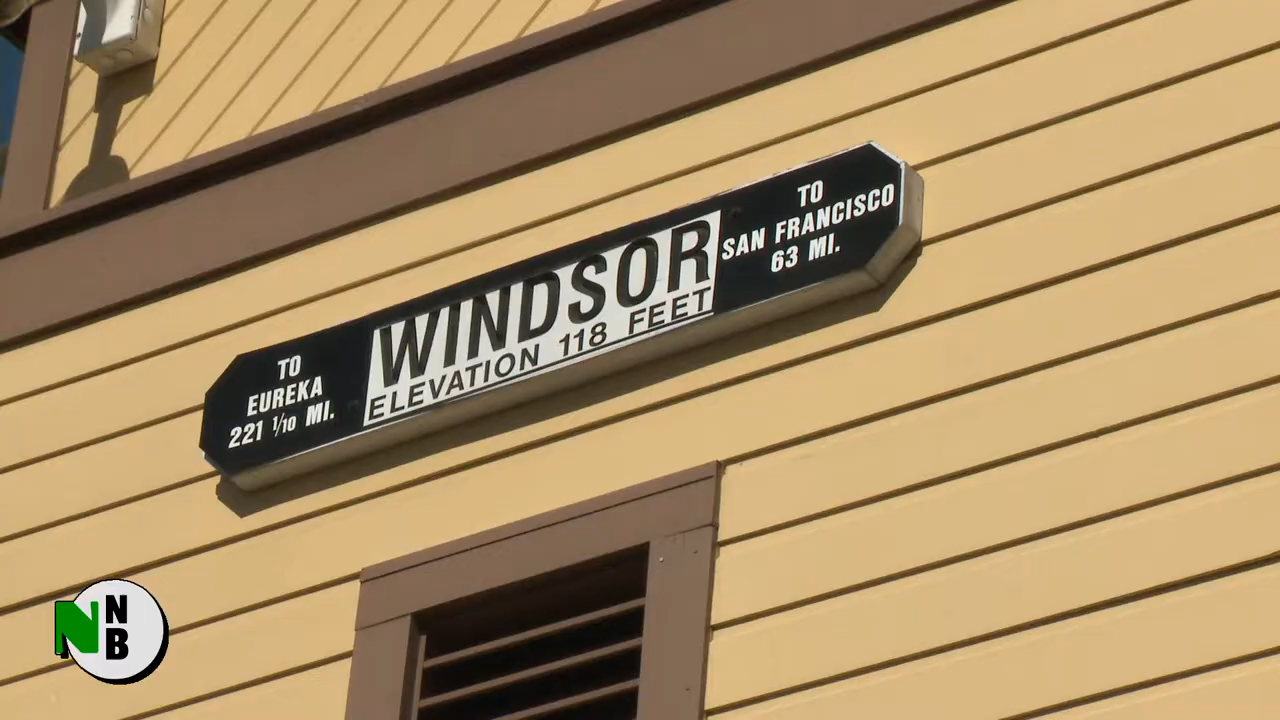 TO
EUREKA
221 1/10 MI.
WINDSOR
ELEVATION 118 FEET
TO
SAN FRANCISCO
63 MI.
N N
B